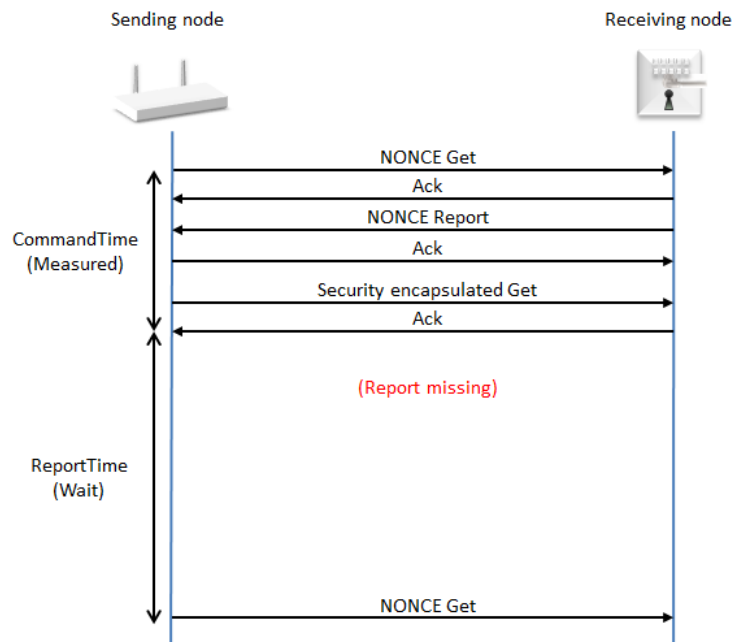 Sending node
Receiving node
NONCE Get
Ack
NONCE Report
CommandTime
(Measured)
Ack
Security encapsulated Get
Ack
(Report missing)
ReportTime
(Wait)
NONCE Get